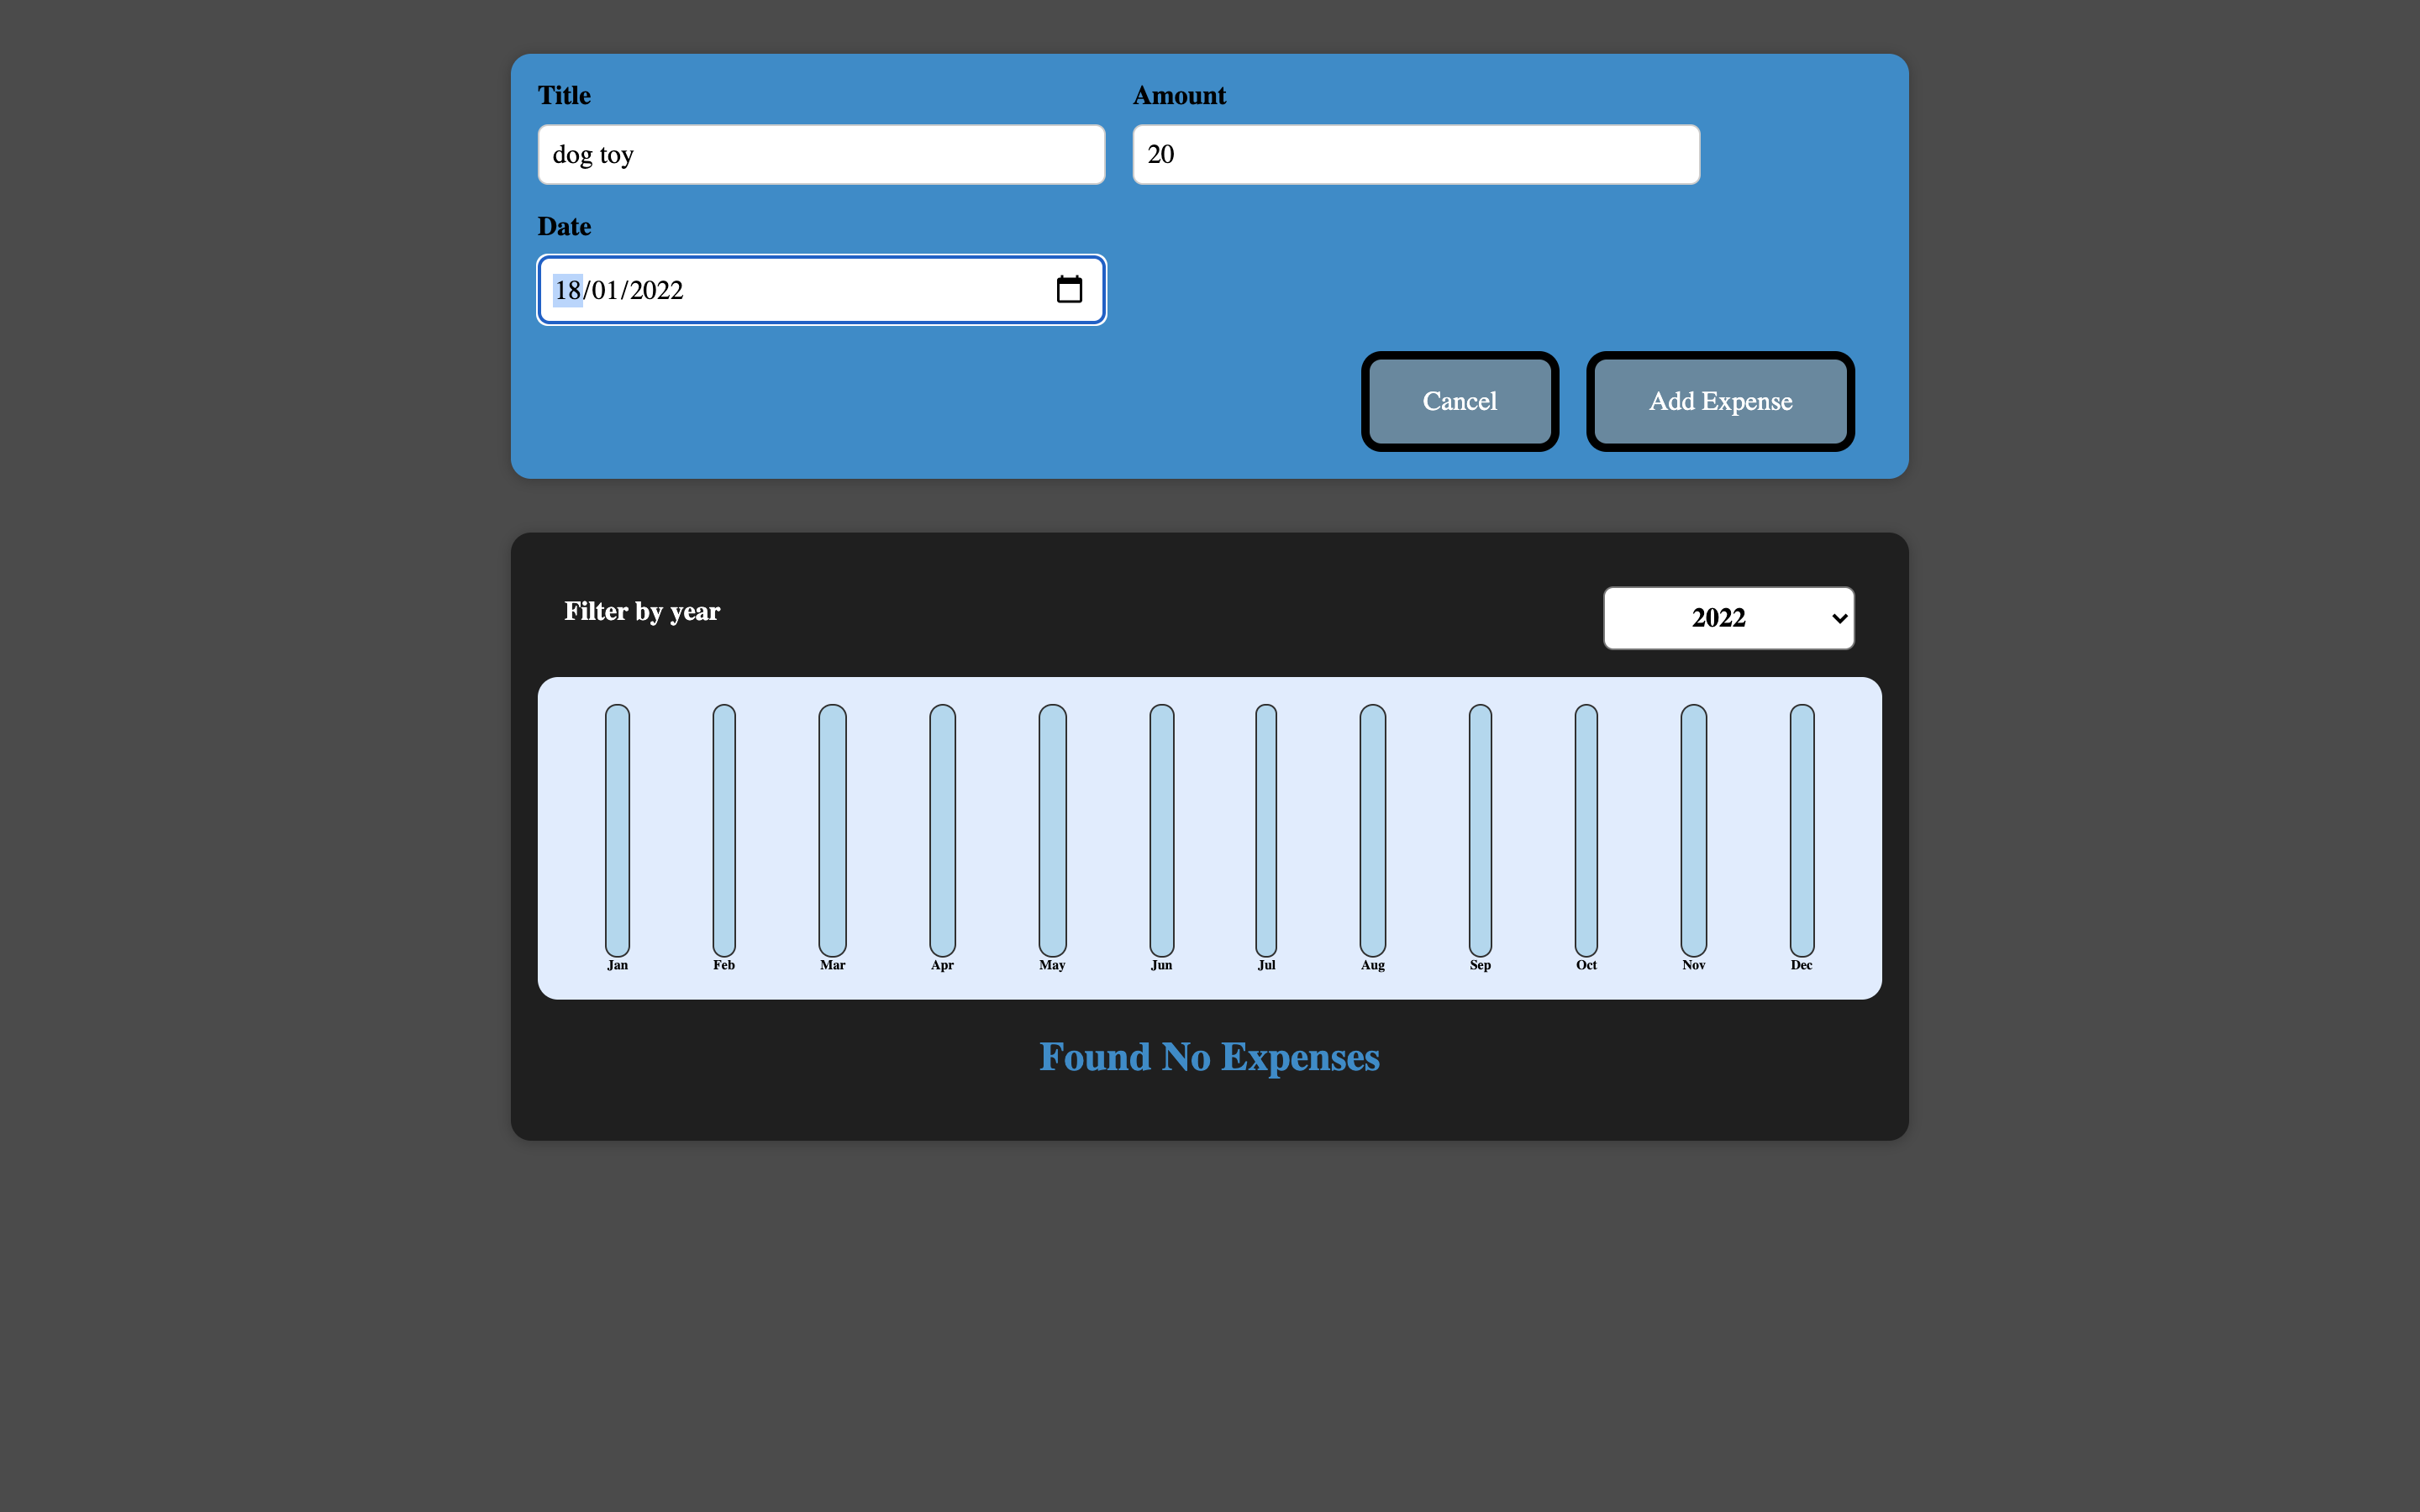 Title Amount
dog toy 20
Date
18/01/2022
Cancel Add Expense
Filter by year 2022
Jan Feb Mar Apr May Jun Jul Aug Sep Oct Nov Dec
Found No Expenses